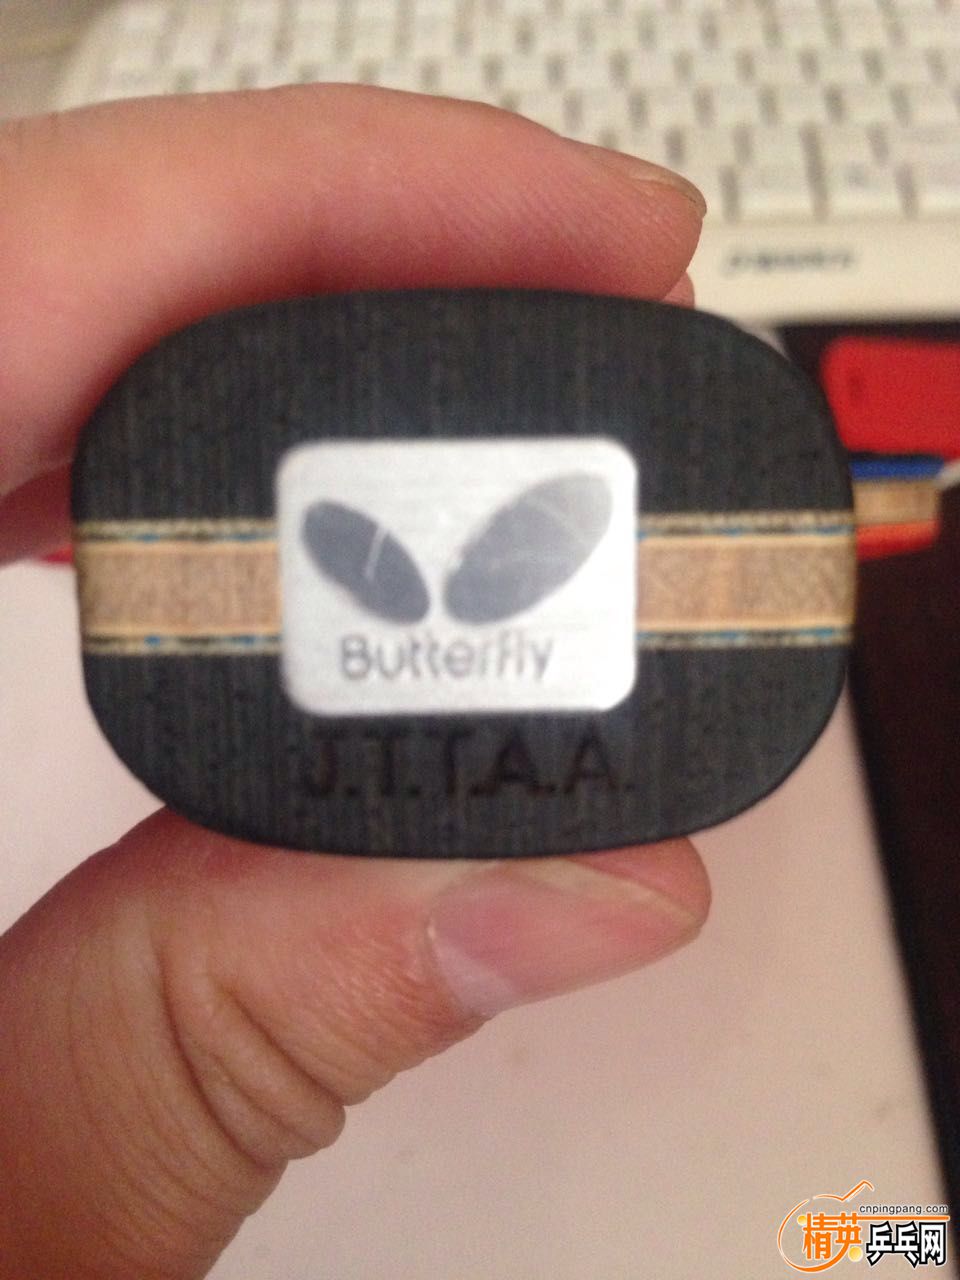 Butterfly
J.T.T.A.A.
cnpingpang.com
精英乒乓网